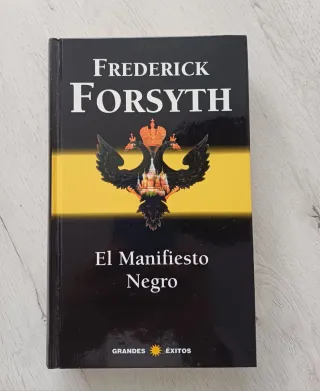 FREDERICK
FORSYTH
El Manifiesto
Negro
GRANDES ÉXITOS